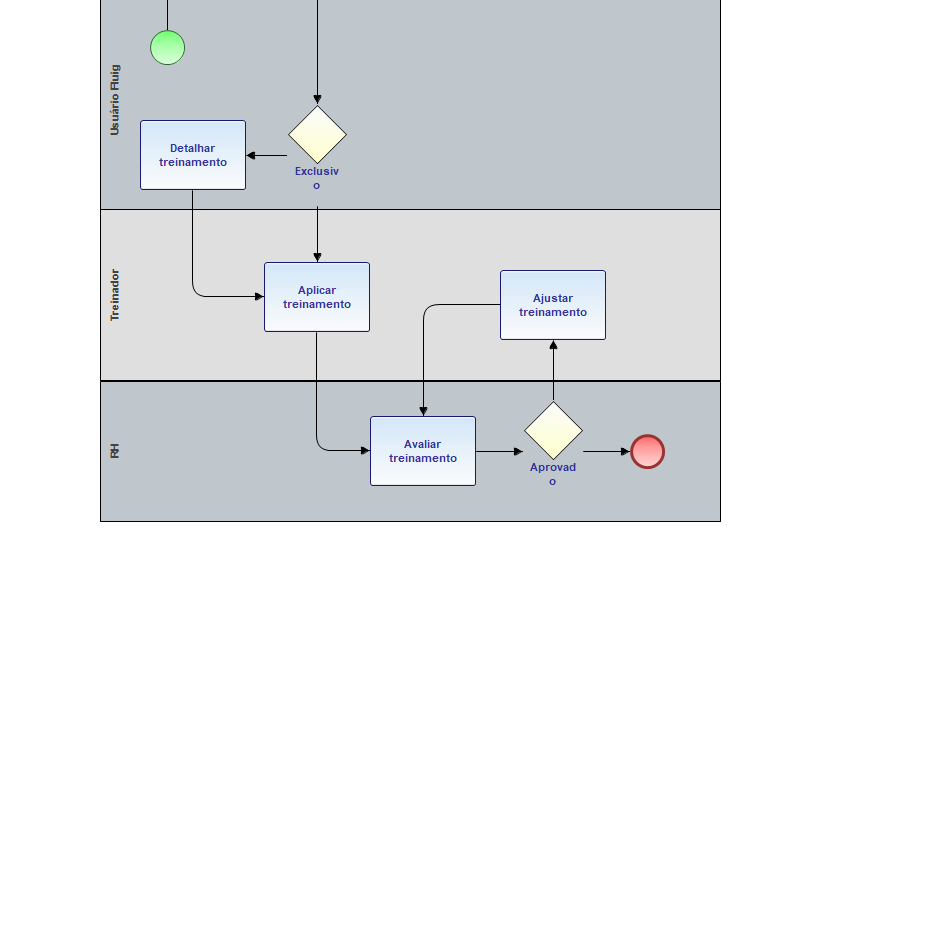 Usuário Fluig
Detalhar
treinamento
Exclusiv
o
Treinador
Aplicar
treinamento
Ajustar
treinamento
RH
Avaliar
treinamento
Aprovad
o